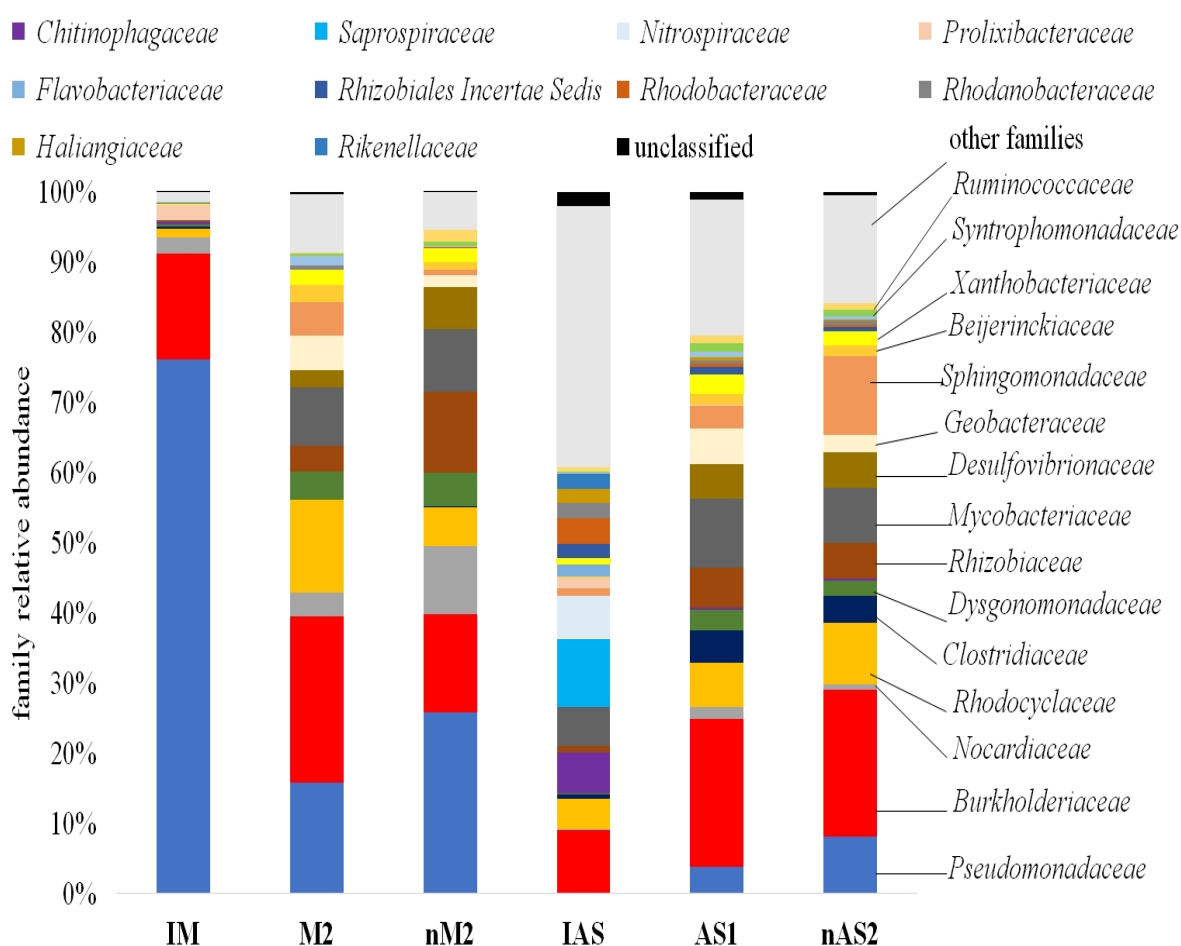 Chitinophagaceae Saprospiraceae Nitrospiraceae Prolixibacteraceae
Flavobacteriaceae Rhizobiales Incertae Sedis Rhodobacteraceae Rhodanobacteraceae
Haliangiaceae Rikenellaceae unclassified
other families
Ruminococcaceae
Syntrophomonadaceae
Xanthobacteriaceae
Beijerinckiaceae
Sphingomonadaceae
Geobacteraceae
Desulfovibrionaceae
Mycobacteriaceae
Rhizobiaceae
Dysgonomonadaceae
Clostridiaceae
Rhodocyclaceae
Nocardiaceae
Burkholderiaceae
Pseudomonadaceae
family relative abundance
100%
90%
80%
70%
60%
50%
40%
30%
20%
10%
0%
IM M2 nM2 IAS AS1 nAS2